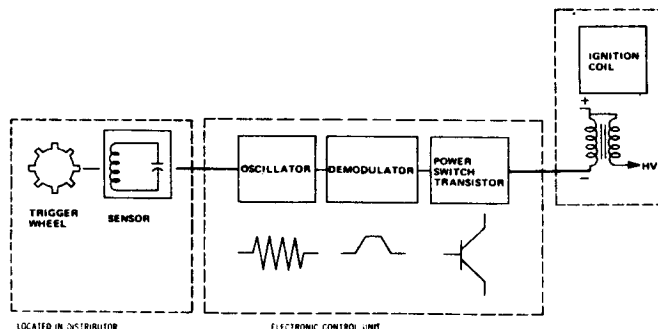 IGNITION
COIL
+
HV
−
OSCILLATOR
DEMODULATOR
POWER
SWITCH
TRANSISTOR
TRIGGER
WHEEL
SENSOR
LOCATED IN DISTRIBUTOR
ELECTRONIC CONTROL UNIT